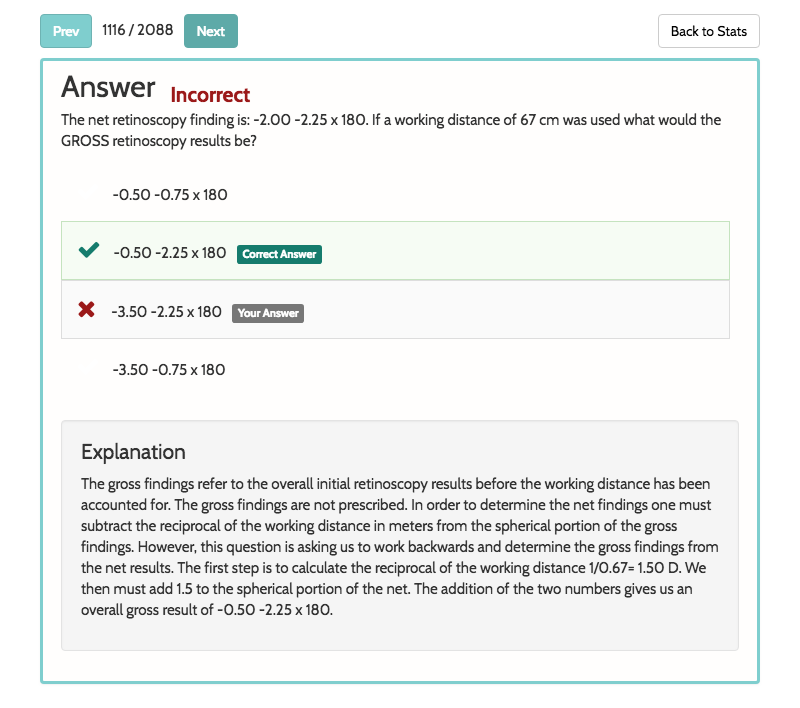 Prev 1116 / 2088 Next Back to Stats
Answer Incorrect
The net retinoscopy finding is: -2.00 -2.25 x 180. If a working distance of 67 cm was used what would the
GROSS retinoscopy results be?
-0.50 -0.75 x 180
-0.50 -2.25 x 180 Correct Answer
-3.50 -2.25 x 180 Your Answer
-3.50 -0.75 x 180
Explanation
The gross findings refer to the overall initial retinoscopy results before the working distance has been
accounted for. The gross findings are not prescribed. In order to determine the net findings one must
subtract the reciprocal of the working distance in meters from the spherical portion of the gross
findings. However, this question is asking us to work backwards and determine the gross findings from
the net results. The first step is to calculate the reciprocal of the working distance 1/0.67= 1.50 D. We
then must add 1.5 to the spherical portion of the net. The addition of the two numbers gives us an
overall gross result of -0.50 -2.25 x 180.